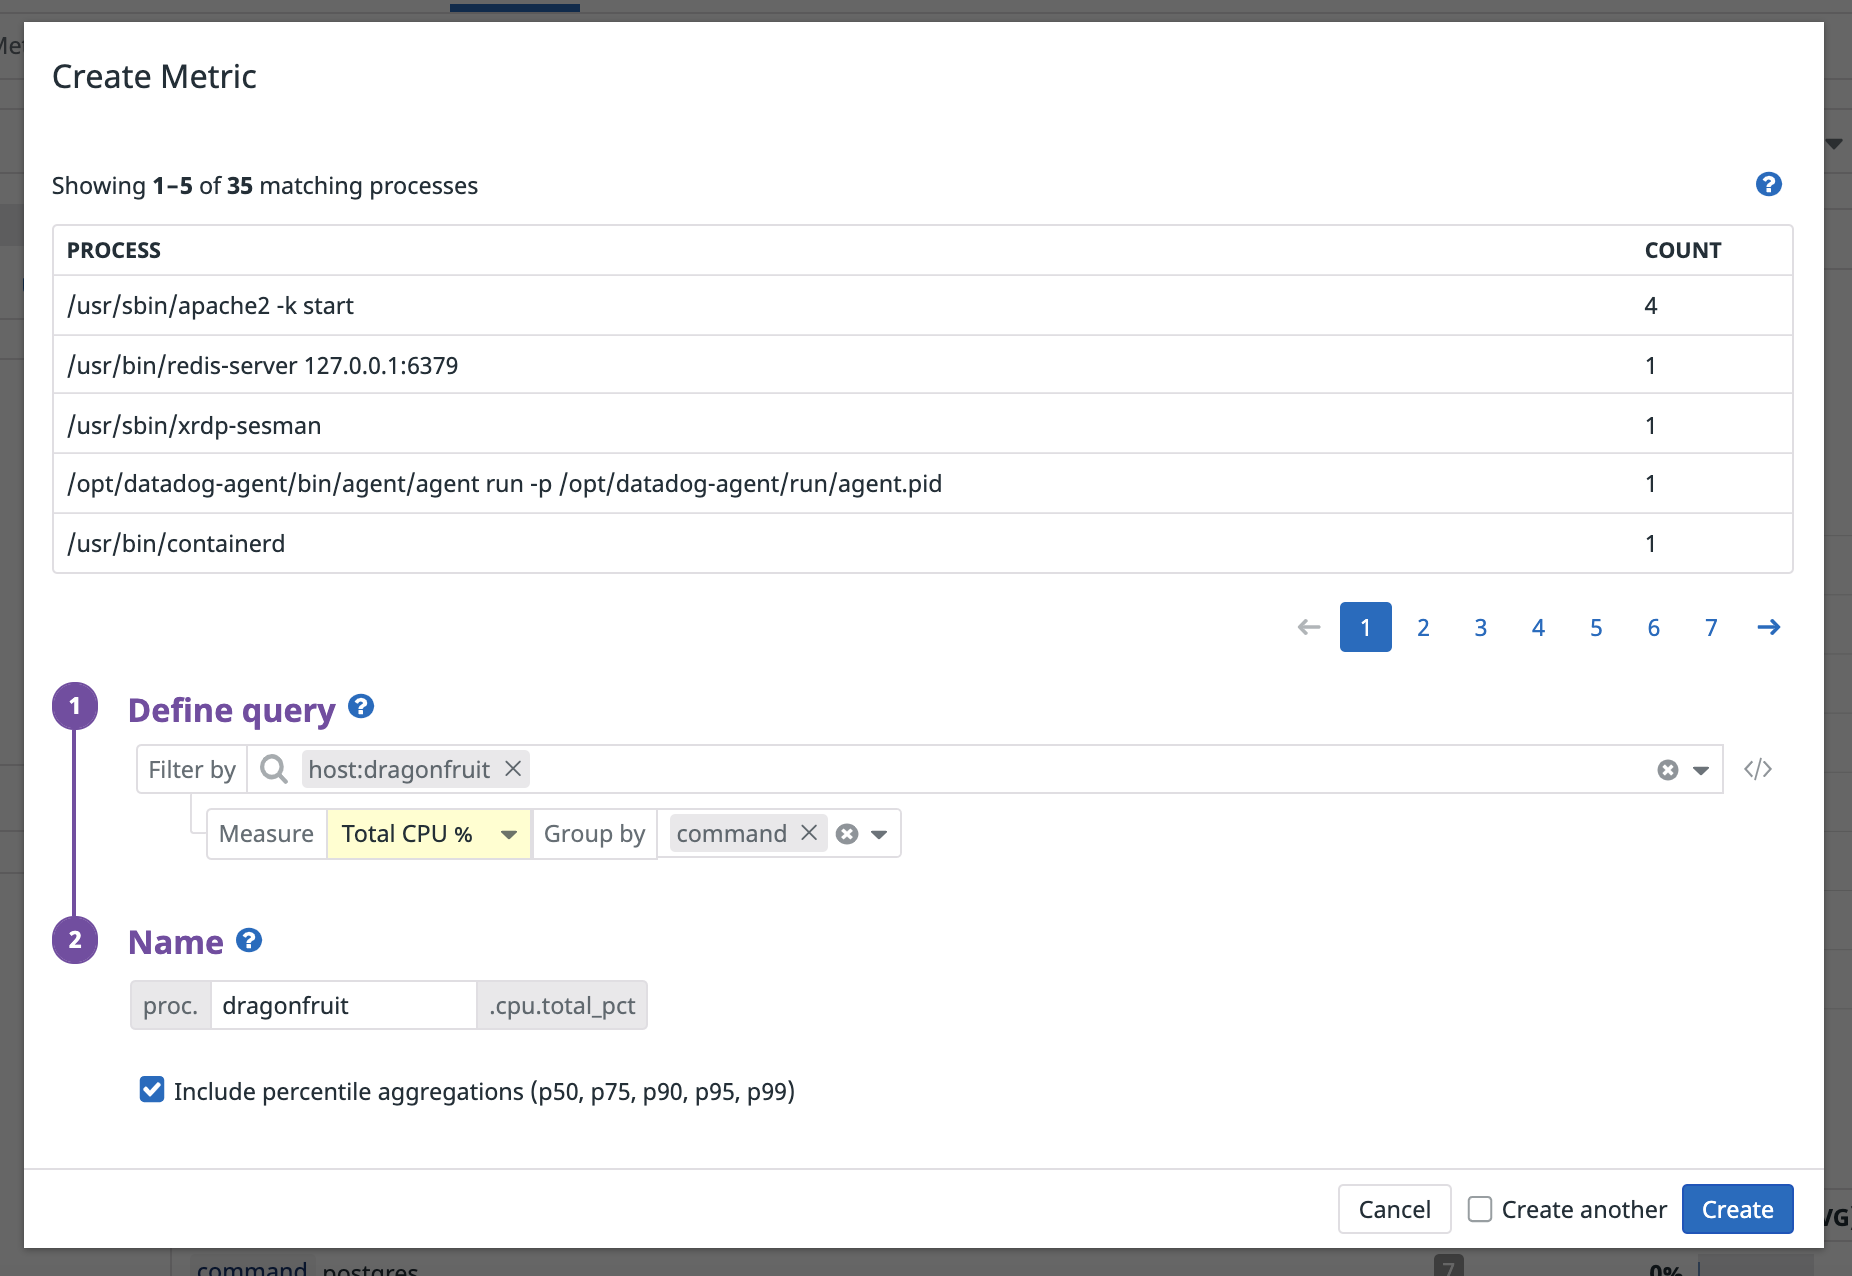 Create Metric
Showing 1–5 of 35 matching processes
PROCESS COUNT
/usr/sbin/apache2 -k start 4
/usr/bin/redis-server 127.0.0.1:6379 1
/usr/sbin/xrdp-sesman 1
/opt/datadog-agent/bin/agent/agent run -p /opt/datadog-agent/run/agent.pid 1
/usr/bin/containerd 1
1 2 3 4 5 6 7
1 Define query
Filter by host:dragonfruit
Measure Total CPU % Group by command
2 Name
proc. dragonfruit .cpu.total_pct
Include percentile aggregations (p50, p75, p90, p95, p99)
Cancel Create another Create
command postgres 7 0%